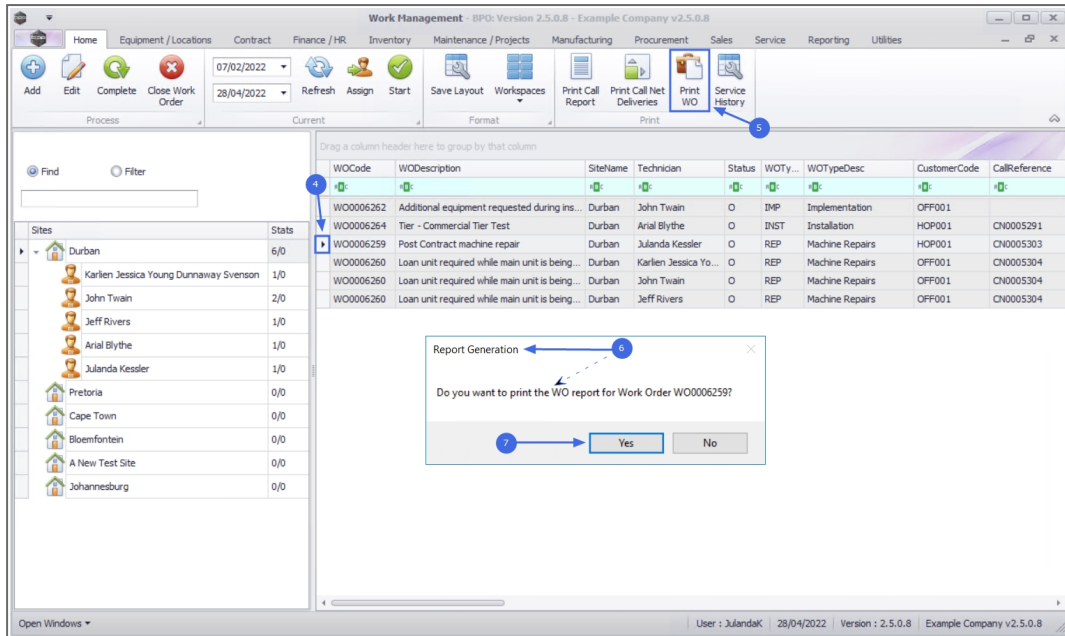 Work Management - BPO: Version 2.5.0.8 - Example Company v2.5.0.8
Home Equipment / Locations Contract Finance / HR Inventory Maintenance / Projects Manufacturing Procurement Sales Service Reporting Utilities
Add Edit Complete Close Work Order 07/02/2022 28/04/2022 Refresh Assign Start Save Layout Workspaces Print Call Report Print Call Net Deliveries Print WO Service History
Process Current Format Print
5
Drag a column header here to group by that column
Find Filter
4
WOCode WODescription SiteName Technician Status WOTy... WOTypeDesc CustomerCode CallReference
WO0006262 Additional equipment requested during ins... Durban John Twain O IMP Implementation OFF001
WO0006264 Tier - Commercial Tier Test Durban Arial Blythe O INST Installation HOP001 CN0005291
WO0006259 Post Contract machine repair Durban Julanda Kessler O REP Machine Repairs HOP001 CN0005303
WO0006260 Loan unit required while main unit is being... Durban Karlien Jessica Yo... O REP Machine Repairs OFF001 CN0005304
WO0006260 Loan unit required while main unit is being... Durban John Twain O REP Machine Repairs OFF001 CN0005304
WO0006260 Loan unit required while main unit is being... Durban Jeff Rivers O REP Machine Repairs OFF001 CN0005304
Sites Stats
Durban 6/0
Karlien Jessica Young Dunnaway Svenson 1/0
John Twain 2/0
Jeff Rivers 1/0
Arial Blythe 1/0
Julanda Kessler 1/0
Pretoria 0/0
Cape Town 0/0
Bloemfontein 0/0
A New Test Site 0/0
Johannesburg 0/0
Report Generation 6
Do you want to print the WO report for Work Order WO0006259?
7 Yes No
Open Windows User : JulandaK 28/04/2022 Version : 2.5.0.8 Example Company v2.5.0.8